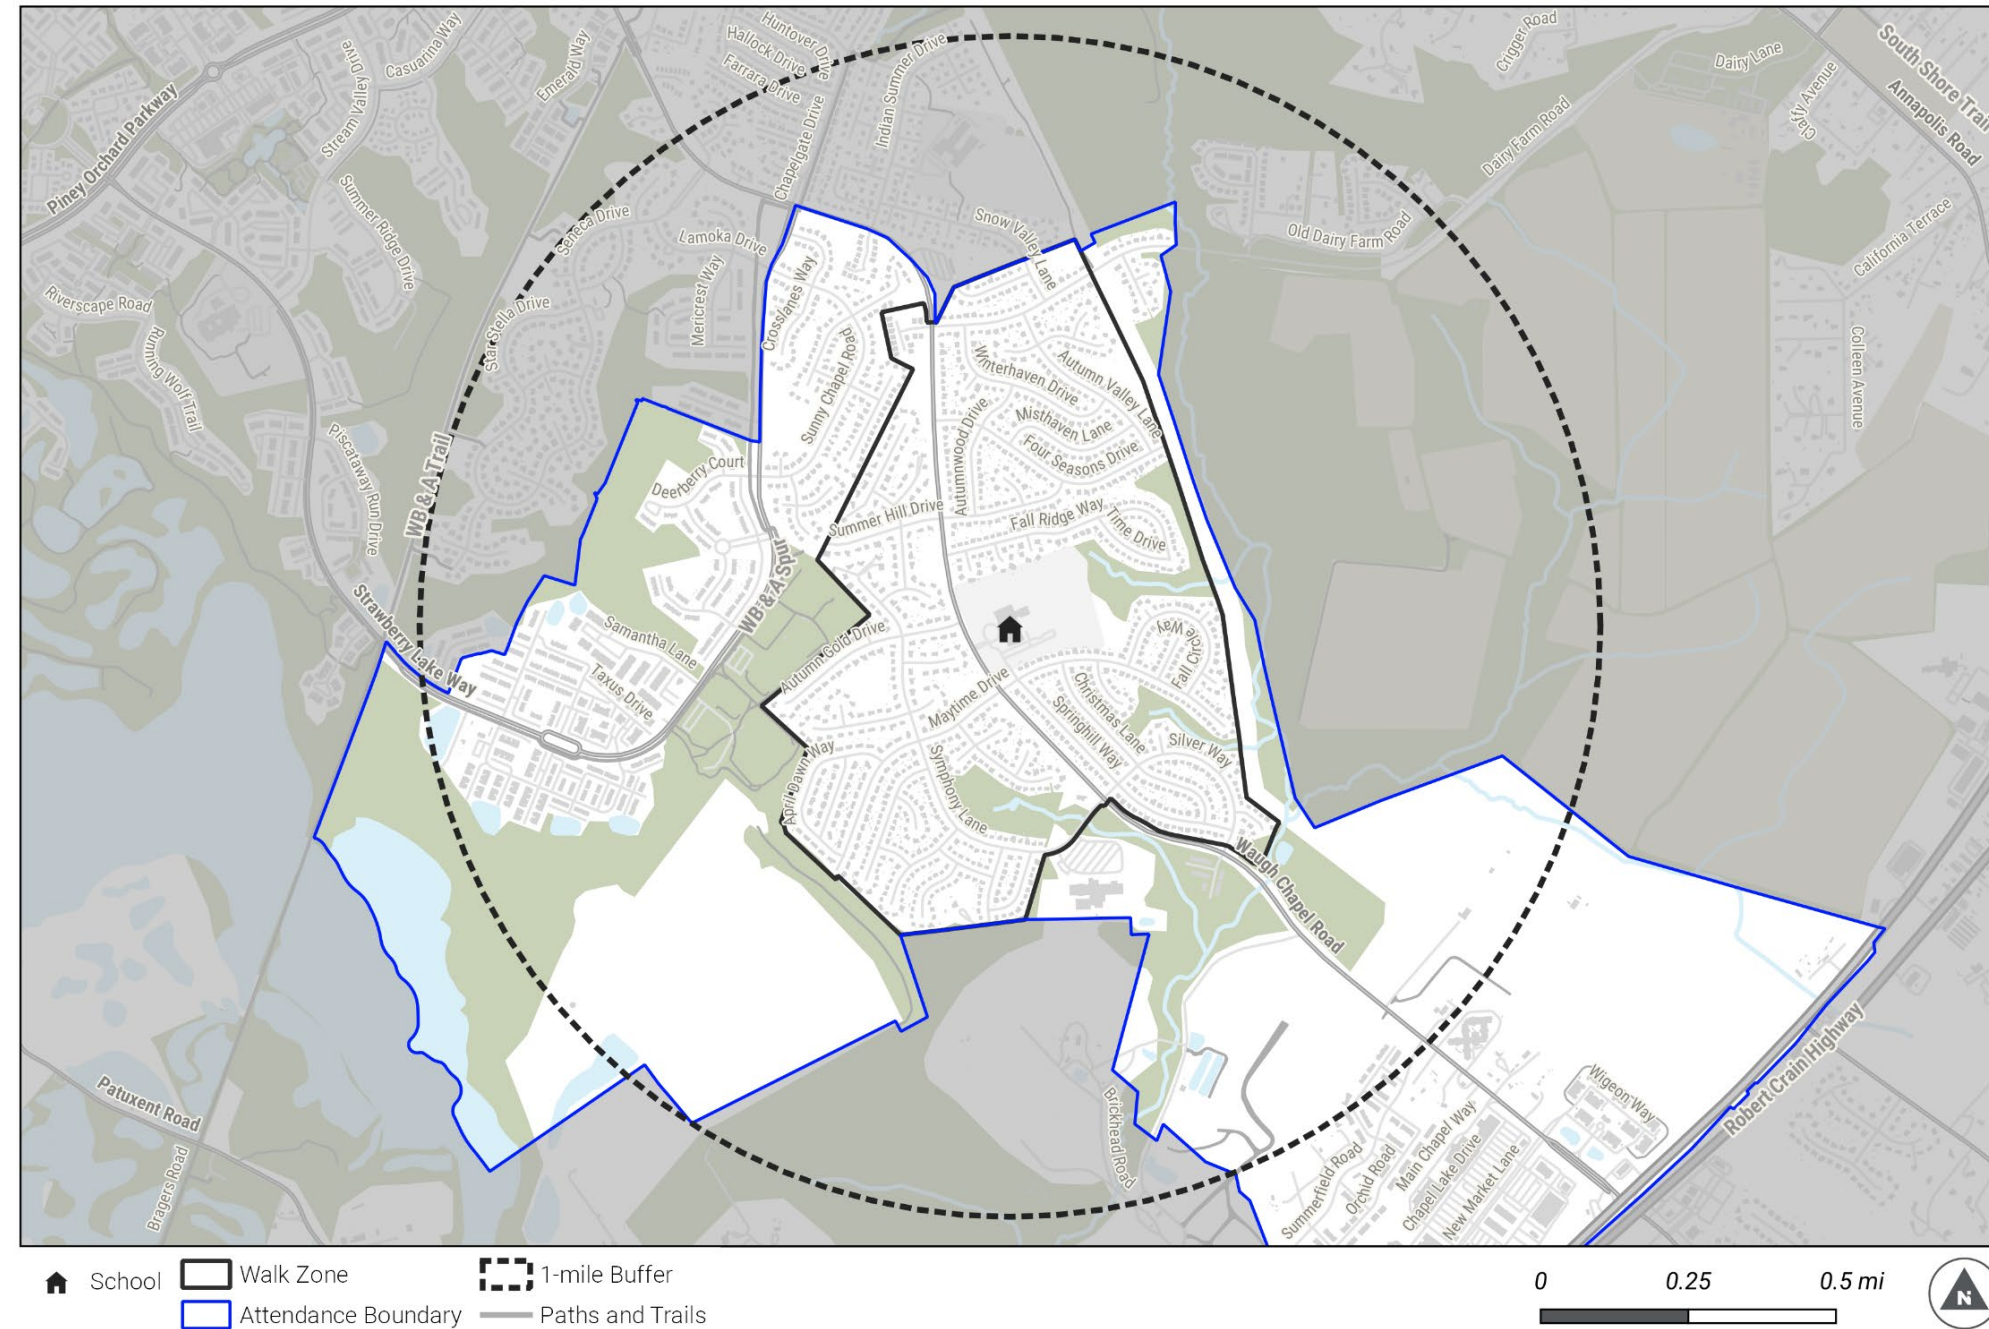 Huntover Drive
Hallock Drive
Farrara Drive
Indian Summer Drive
Casuarina Way
Emerald Way
Stream Valley Drive
Crigger Road
Dairy Lane
South Shore Trail
Claffy Avenue
Annapolis Road
Piney Orchard Parkway
Chapelgate Drive
Dairy Farm Road
Summer Ridge Drive
Seneca Drive
Lamoka Drive
Snow Valley Lane
Old Dairy Farm Road
California Terrace
Riverscape Road
Mericrest Way
Crosslanes Way
Star Stella Drive
Running Wolf Trail
Sunny Chapel Road
Winterhaven Drive
Autumn Valley Lane
Colleen Avenue
Misthaven Lane
Four Seasons Drive
Autumnwood Drive
Piscataway Run Drive
WB & A Trail
Deerberry Court
Summer Hill Drive
Fall Ridge Way
Time Drive
WB & A Spur
Strawberry Lake Way
Samantha Lane
Taxus Drive
Autumn Gold Drive
Maytime Drive
Fall Circle
Way
Christmas Lane
Springhill Way
Silver Way
April Dawn Way
Symphony Lane
Waugh Chapel Road
Robert Crain Highway
Patuxent Road
Bragers Road
Brickhead Road
Wigeon Way
Summerfield Road
Orchid Road
Main Chapel Way
Chapel Lake Drive
New Market Lane
School
Walk Zone
1-mile Buffer
Attendance Boundary
Paths and Trails
0 0.25 0.5 mi
N